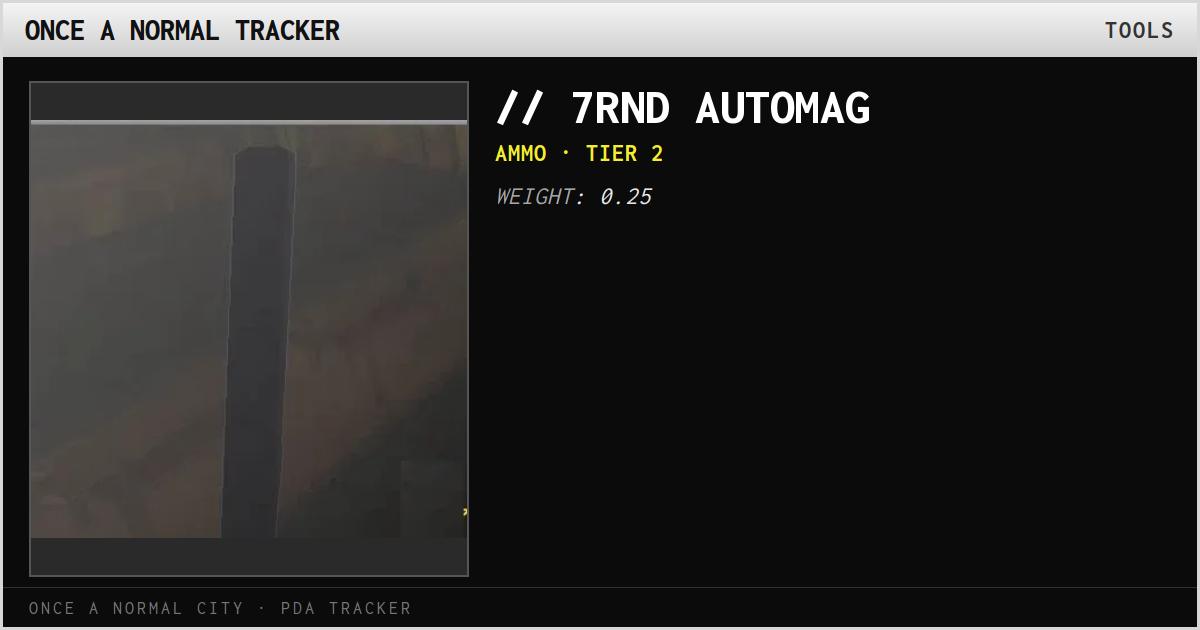 ONCE A NORMAL TRACKER
TOOLS
// 7RND AUTOMAG
AMMO · TIER 2
WEIGHT: 0.25
ONCE A NORMAL CITY · PDA TRACKER